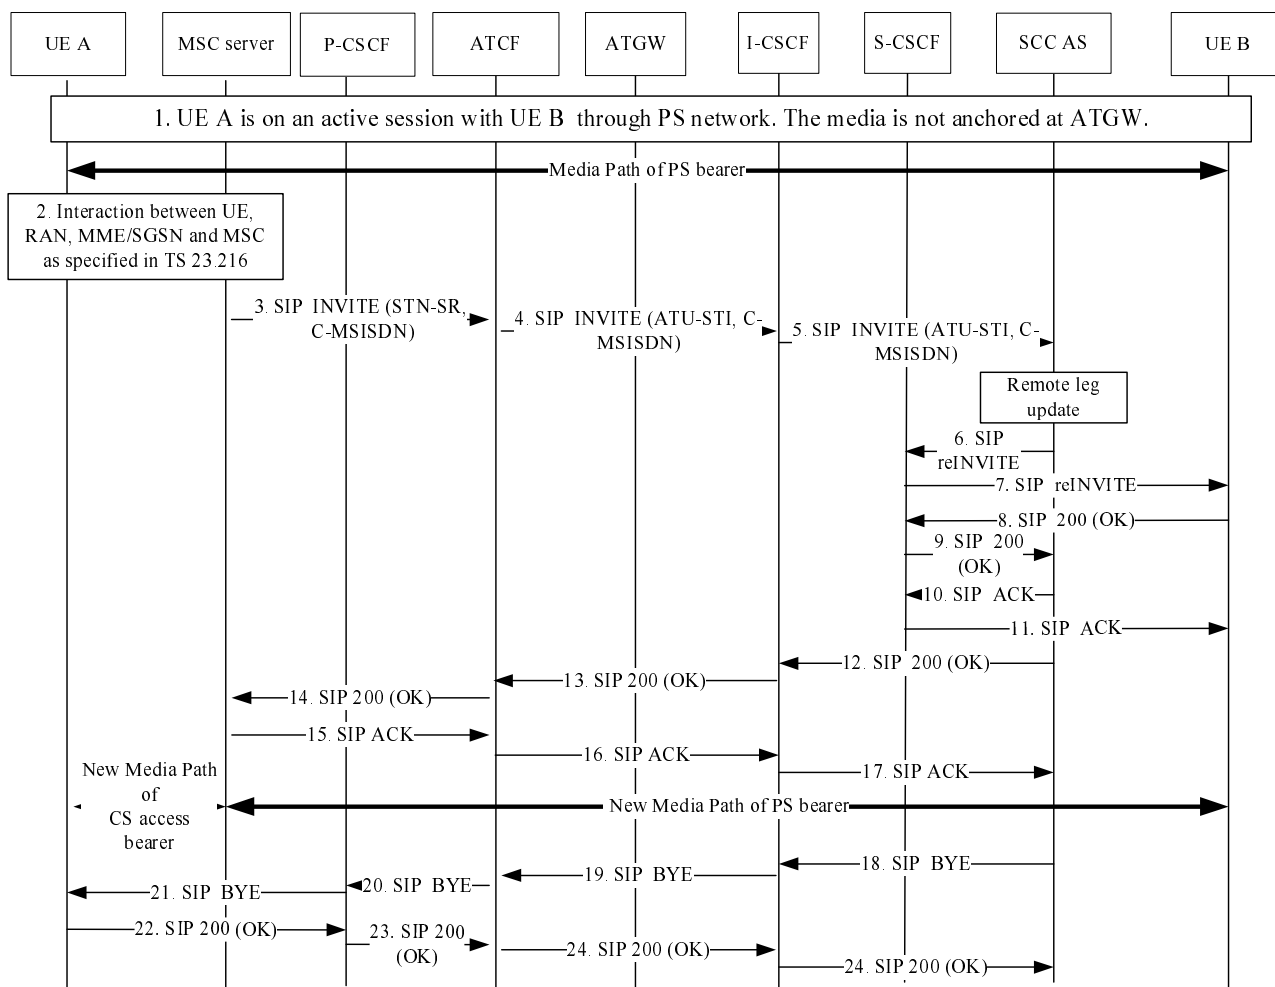 UE A
MSC server
P-CSCF
ATCF
ATGW
I-CSCF
S-CSCF
SCC AS
UE B
1. UE A is on an active session with UE B through PS network. The media is not anchored at ATGW.
Media Path of PS bearer
2. Interaction between UE,
RAN, MME/SGSN and MSC
as specified in TS 23.216
3. SIP INVITE (STN-SR,
C-MSISDN)
4. SIP INVITE (ATU-STI, C-
MSISDN)
5. SIP INVITE (ATU-STI, C-
MSISDN)
Remote leg
update
6. SIP
reINVITE
7. SIP reINVITE
8. SIP 200 (OK)
9. SIP 200
(OK)
10. SIP ACK
11. SIP ACK
12. SIP 200 (OK)
13. SIP 200 (OK)
14. SIP 200 (OK)
15. SIP ACK
16. SIP ACK
17. SIP ACK
New Media Path
of
CS access
bearer
New Media Path of PS bearer
18. SIP BYE
19. SIP BYE
20. SIP BYE
21. SIP BYE
22. SIP 200 (OK)
23. SIP 200
(OK)
24. SIP 200 (OK)
24. SIP 200 (OK)